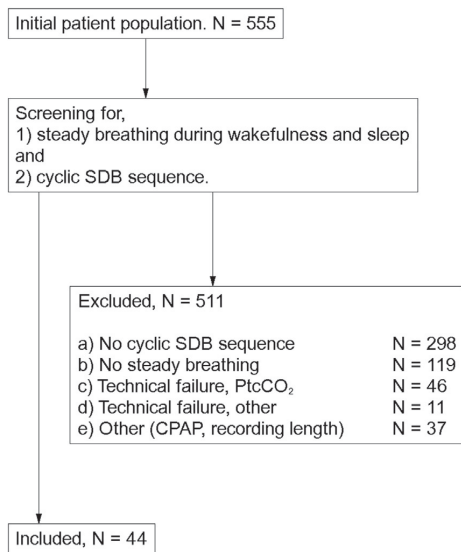 Initial patient population. N = 555
Screening for,
1) steady breathing during wakefulness and sleep
and
2) cyclic SDB sequence.
Excluded, N = 511
a) No cyclic SDB sequence N = 298
b) No steady breathing N = 119
c) Technical failure, PtcCO₂ N = 46
d) Technical failure, other N = 11
e) Other (CPAP, recording length) N = 37
Included, N = 44